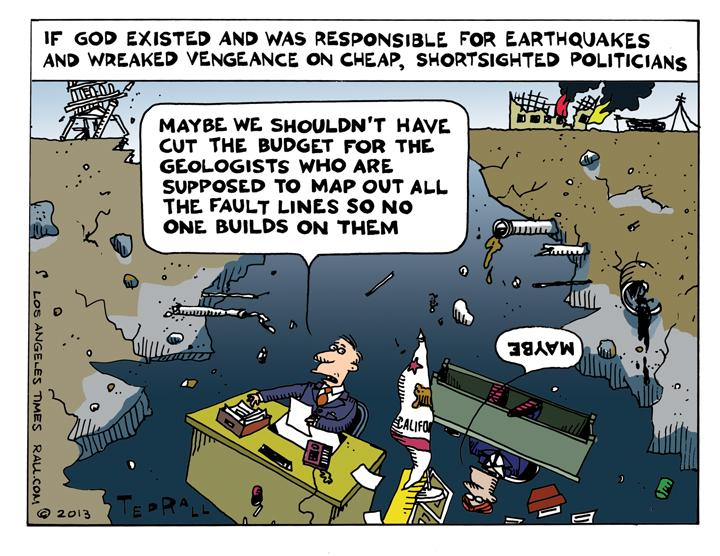 IF GOD EXISTED AND WAS RESPONSIBLE FOR EARTHQUAKES
AND WREAKED VENGEANCE ON CHEAP, SHORTSIGHTED POLITICIANS
MAYBE WE SHOULDN'T HAVE
CUT THE BUDGET FOR THE
GEOLOGISTS WHO ARE
SUPPOSED TO MAP OUT ALL
THE FAULT LINES SO NO
ONE BUILDS ON THEM
MAYBE
CALIFO
LOS ANGELES TIMES RALL.COM
© 2013
TED RALL